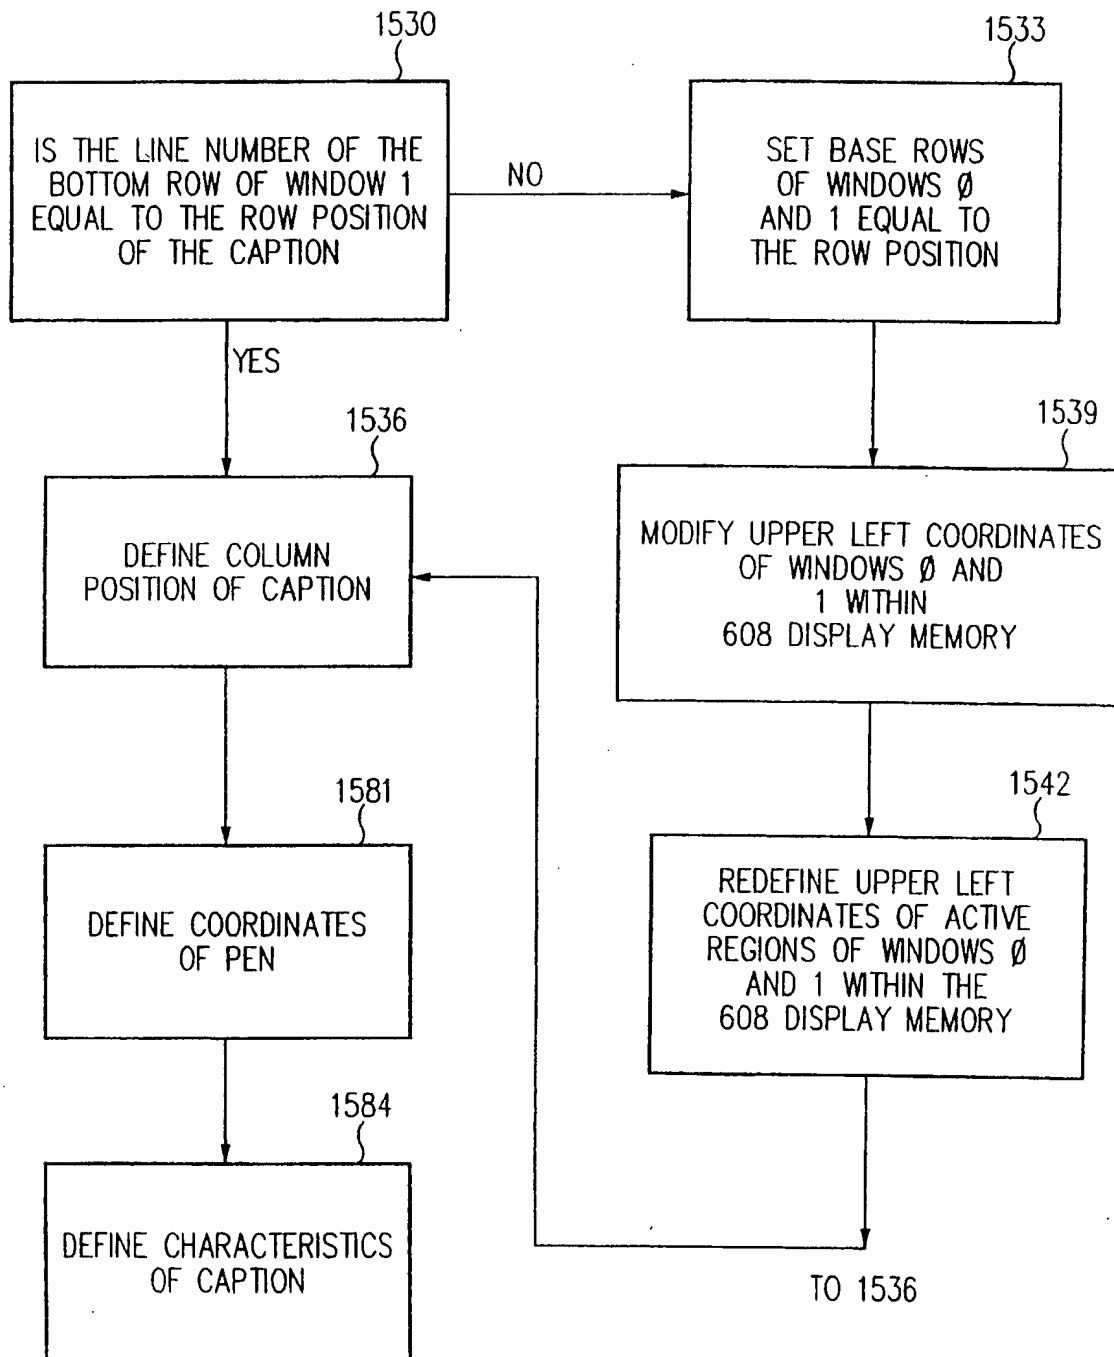 1530
IS THE LINE NUMBER OF THE
BOTTOM ROW OF WINDOW 1
EQUAL TO THE ROW POSITION
OF THE CAPTION
NO
1533
SET BASE ROWS
OF WINDOWS Ø
AND 1 EQUAL TO
THE ROW POSITION
YES
1536
DEFINE COLUMN
POSITION OF CAPTION
1539
MODIFY UPPER LEFT COORDINATES
OF WINDOWS Ø AND
1 WITHIN
608 DISPLAY MEMORY
1581
DEFINE COORDINATES
OF PEN
1542
REDEFINE UPPER LEFT
COORDINATES OF ACTIVE
REGIONS OF WINDOWS Ø
AND 1 WITHIN THE
608 DISPLAY MEMORY
1584
DEFINE CHARACTERISTICS
OF CAPTION
TO 1536